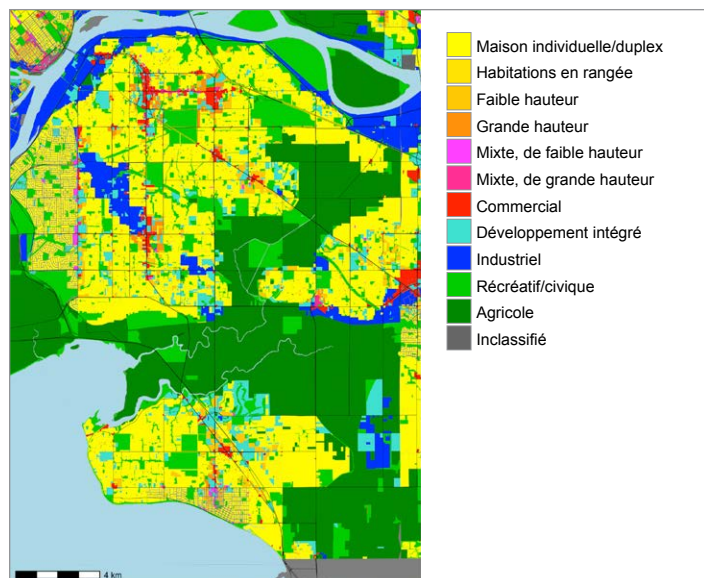 Maison individuelle/duplex
Habitations en rangée
Faible hauteur
Grande hauteur
Mixte, de faible hauteur
Mixte, de grande hauteur
Commercial
Développement intégré
Industriel
Récréatif/civique
Agricole
Inclassifié
4 km